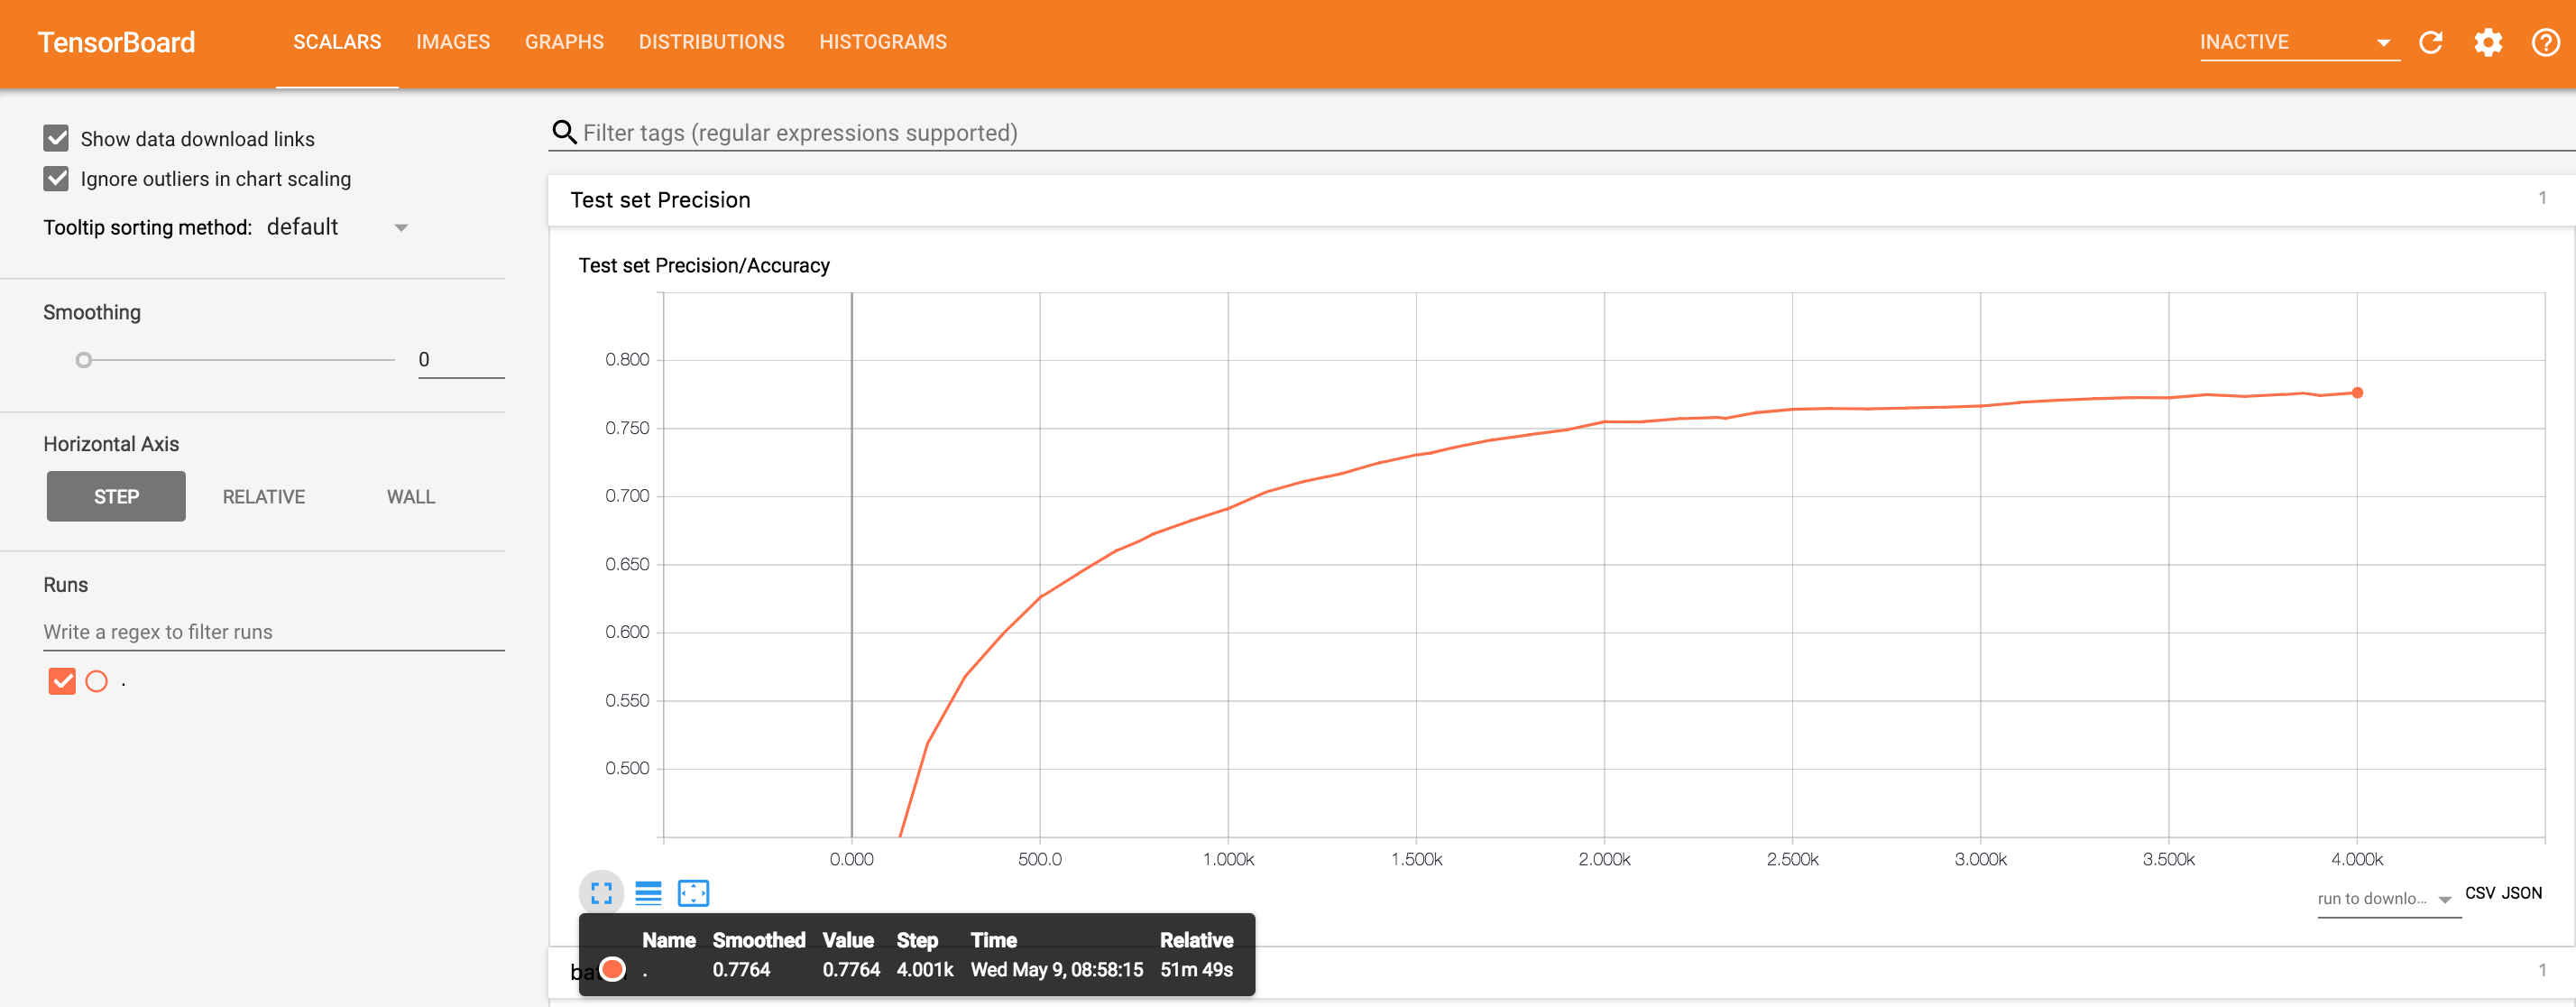 TensorBoard SCALARS IMAGES GRAPHS DISTRIBUTIONS HISTOGRAMS INACTIVE
Show data download links
Ignore outliers in chart scaling
Tooltip sorting method: default
Smoothing
0
Horizontal Axis
STEP RELATIVE WALL
Runs
Write a regex to filter runs
.
Filter tags (regular expressions supported)
Test set Precision 1
Test set Precision/Accuracy
0.800
0.750
0.700
0.650
0.600
0.550
0.500
0.000 500.0 1.000k 1.500k 2.000k 2.500k 3.000k 3.500k 4.000k
run to downlo... CSV JSON
Name Smoothed Value Step Time Relative
. 0.7764 0.7764 4.001k Wed May 9, 08:58:15 51m 49s
1